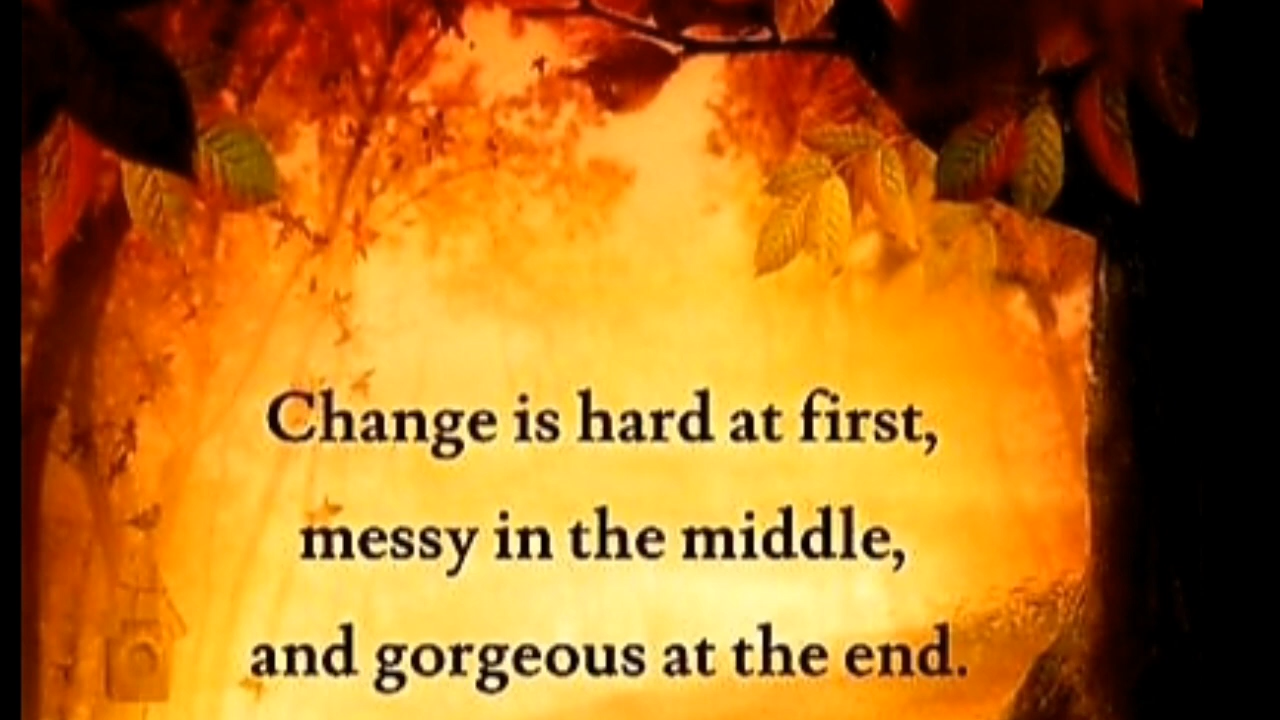 Change is hard at first,
messy in the middle,
and gorgeous at the end.